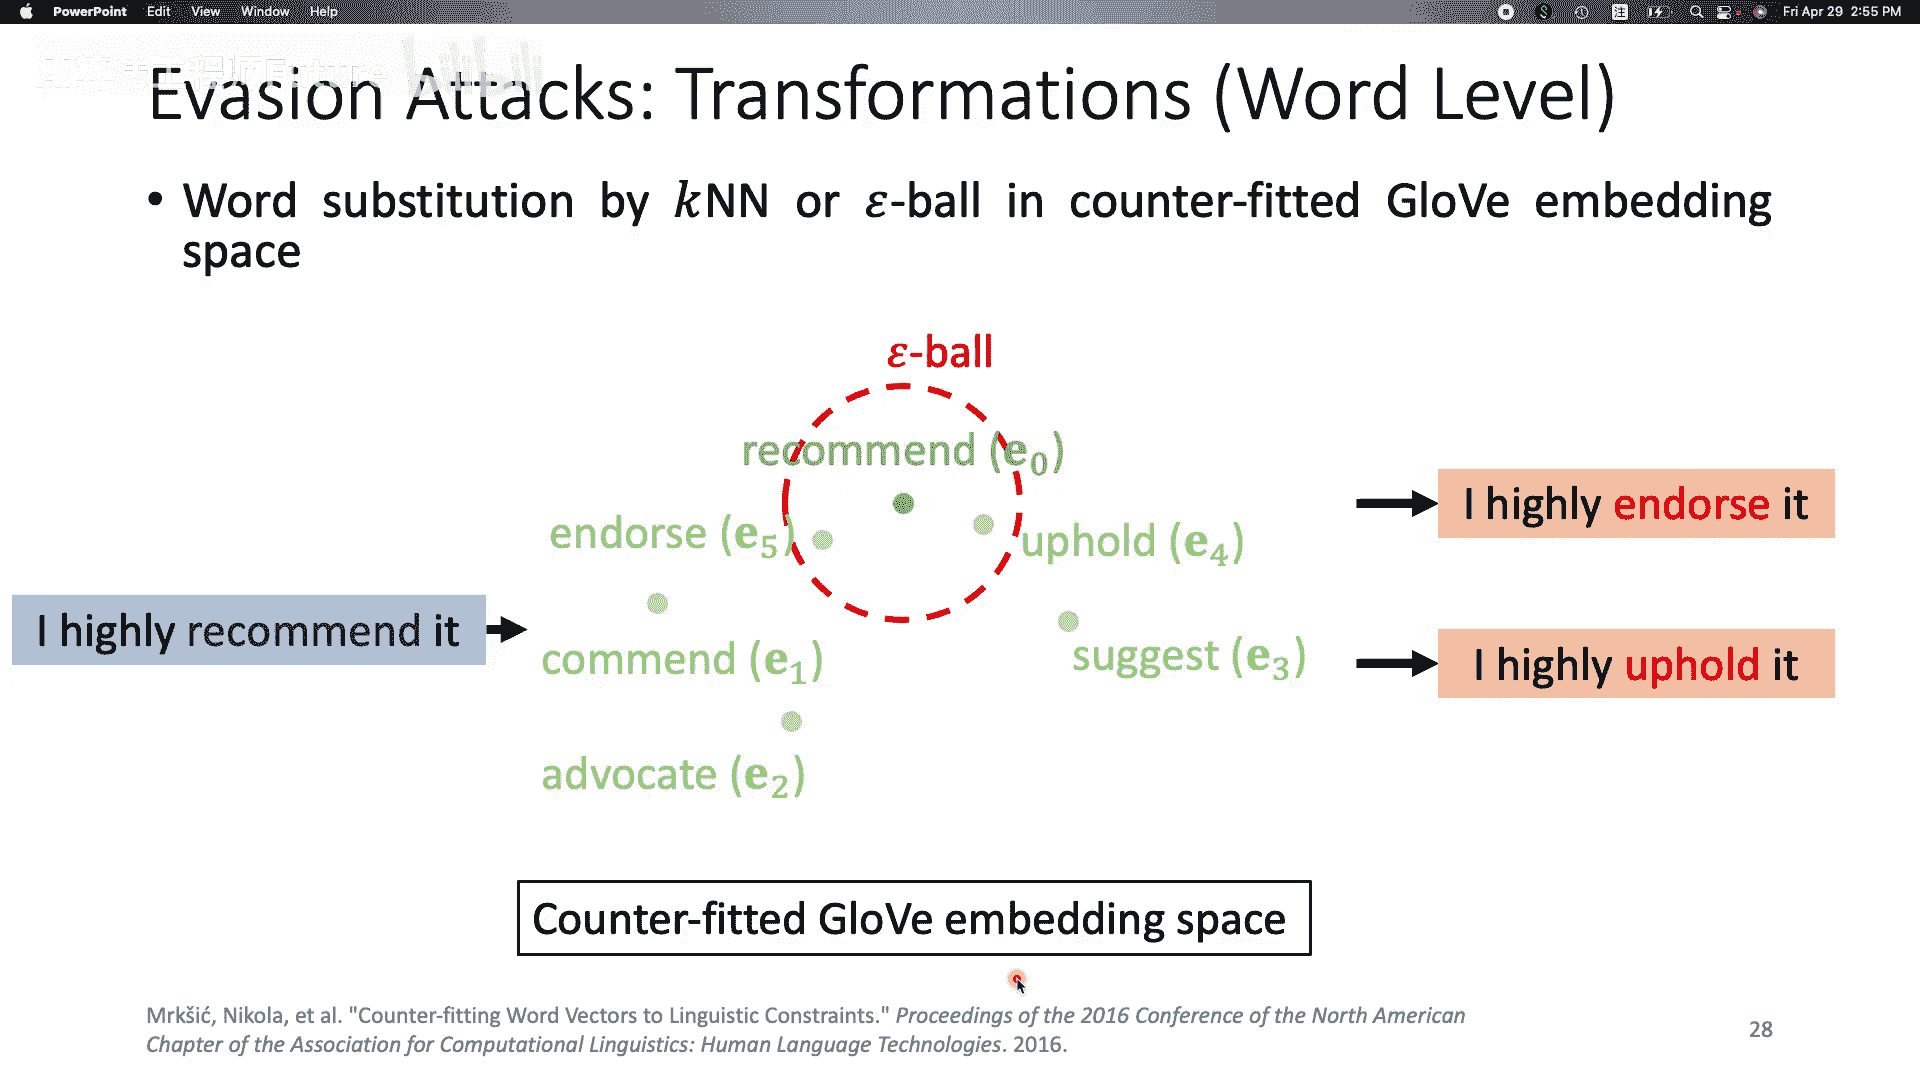 PowerPoint Edit View Window Help Fri Apr 29 2:55 PM
Evasion Attacks: Transformations (Word Level)
• Word substitution by kNN or ε-ball in counter-fitted GloVe embedding
space
ε-ball
recommend (e₀)
endorse (e₅)
uphold (e₄)
commend (e₁)
suggest (e₃)
advocate (e₂)
I highly recommend it
I highly endorse it
I highly uphold it
Counter-fitted GloVe embedding space
Mrkšić, Nikola, et al. "Counter-fitting Word Vectors to Linguistic Constraints." Proceedings of the 2016 Conference of the North American
Chapter of the Association for Computational Linguistics: Human Language Technologies. 2016.
28